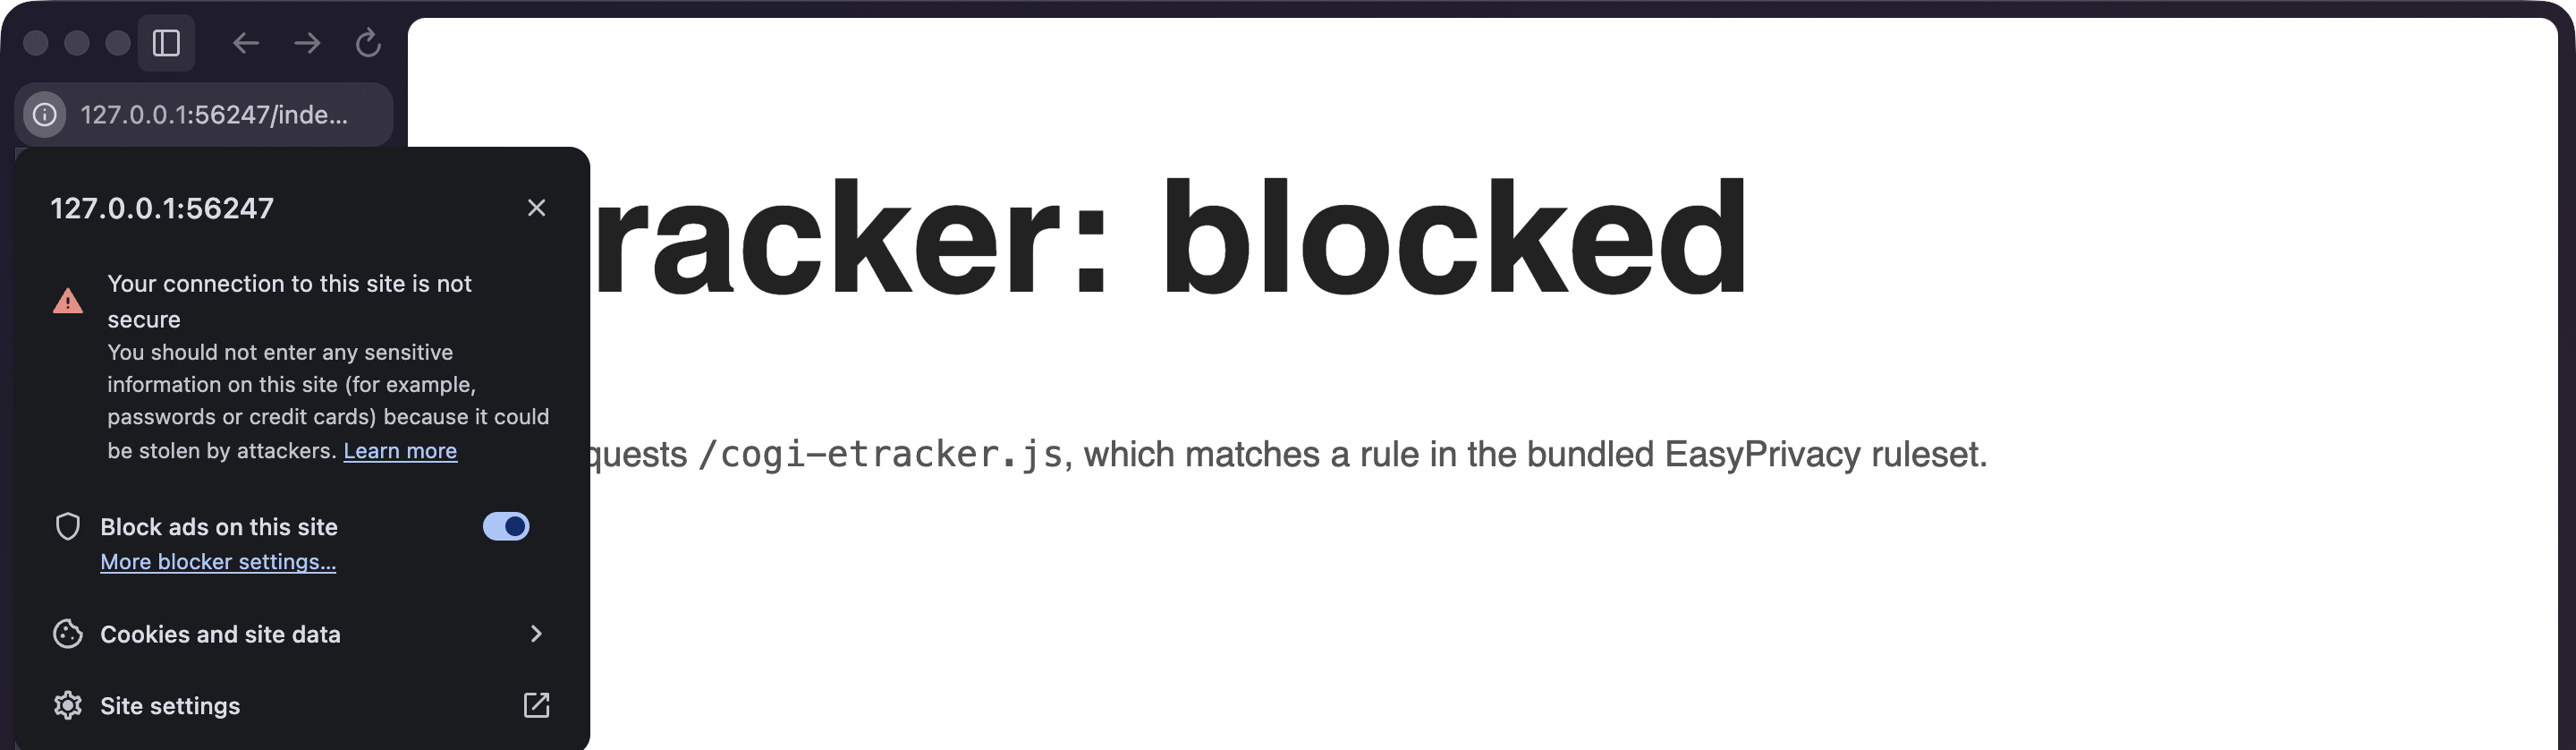 127.0.0.1:56247/inde...
127.0.0.1:56247
Your connection to this site is not
secure
You should not enter any sensitive
information on this site (for example,
passwords or credit cards) because it could
be stolen by attackers. Learn more
Block ads on this site
More blocker settings...
Cookies and site data
Site settings
racker: blocked
quests /cogi-etracker.js, which matches a rule in the bundled EasyPrivacy ruleset.